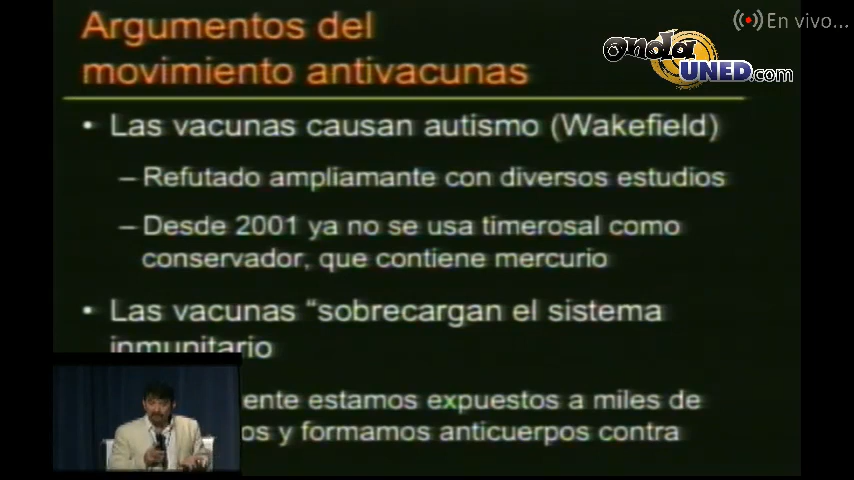 Argumentos del
movimiento antivacunas
((•)) En vivo...
onda
UNED.com
• Las vacunas causan autismo (Wakefield)
– Refutado ampliamante con diversos estudios
– Desde 2001 ya no se usa timerosal como
conservador, que contiene mercurio
• Las vacunas “sobrecargan el sistema
inmunitario
ente estamos expuestos a miles de
os y formamos anticuerpos contra